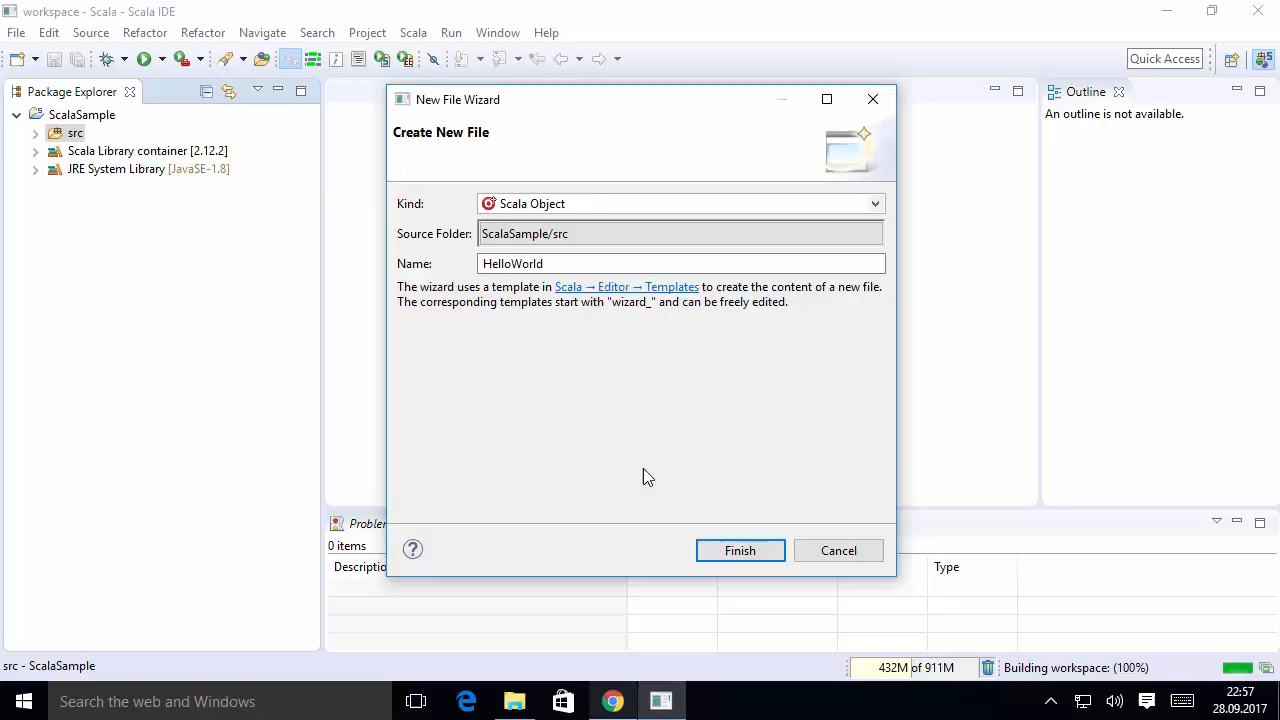 workspace - Scala - Scala IDE
File Edit Source Refactor Refactor Navigate Search Project Scala Run Window Help
Quick Access
Package Explorer
Outline
ScalaSample
src
Scala Library container [2.12.2]
JRE System Library [JavaSE-1.8]
An outline is not available.
New File Wizard
Create New File
Kind: Scala Object
Source Folder: ScalaSample/src
Name: HelloWorld
The wizard uses a template in Scala → Editor → Templates to create the content of a new file.
The corresponding templates start with "wizard_" and can be freely edited.
Finish Cancel
Problem
0 items
Descriptio
Type
src - ScalaSample
432M of 911M
Building workspace: (100%)
Search the web and Windows
22:57
28.09.2017